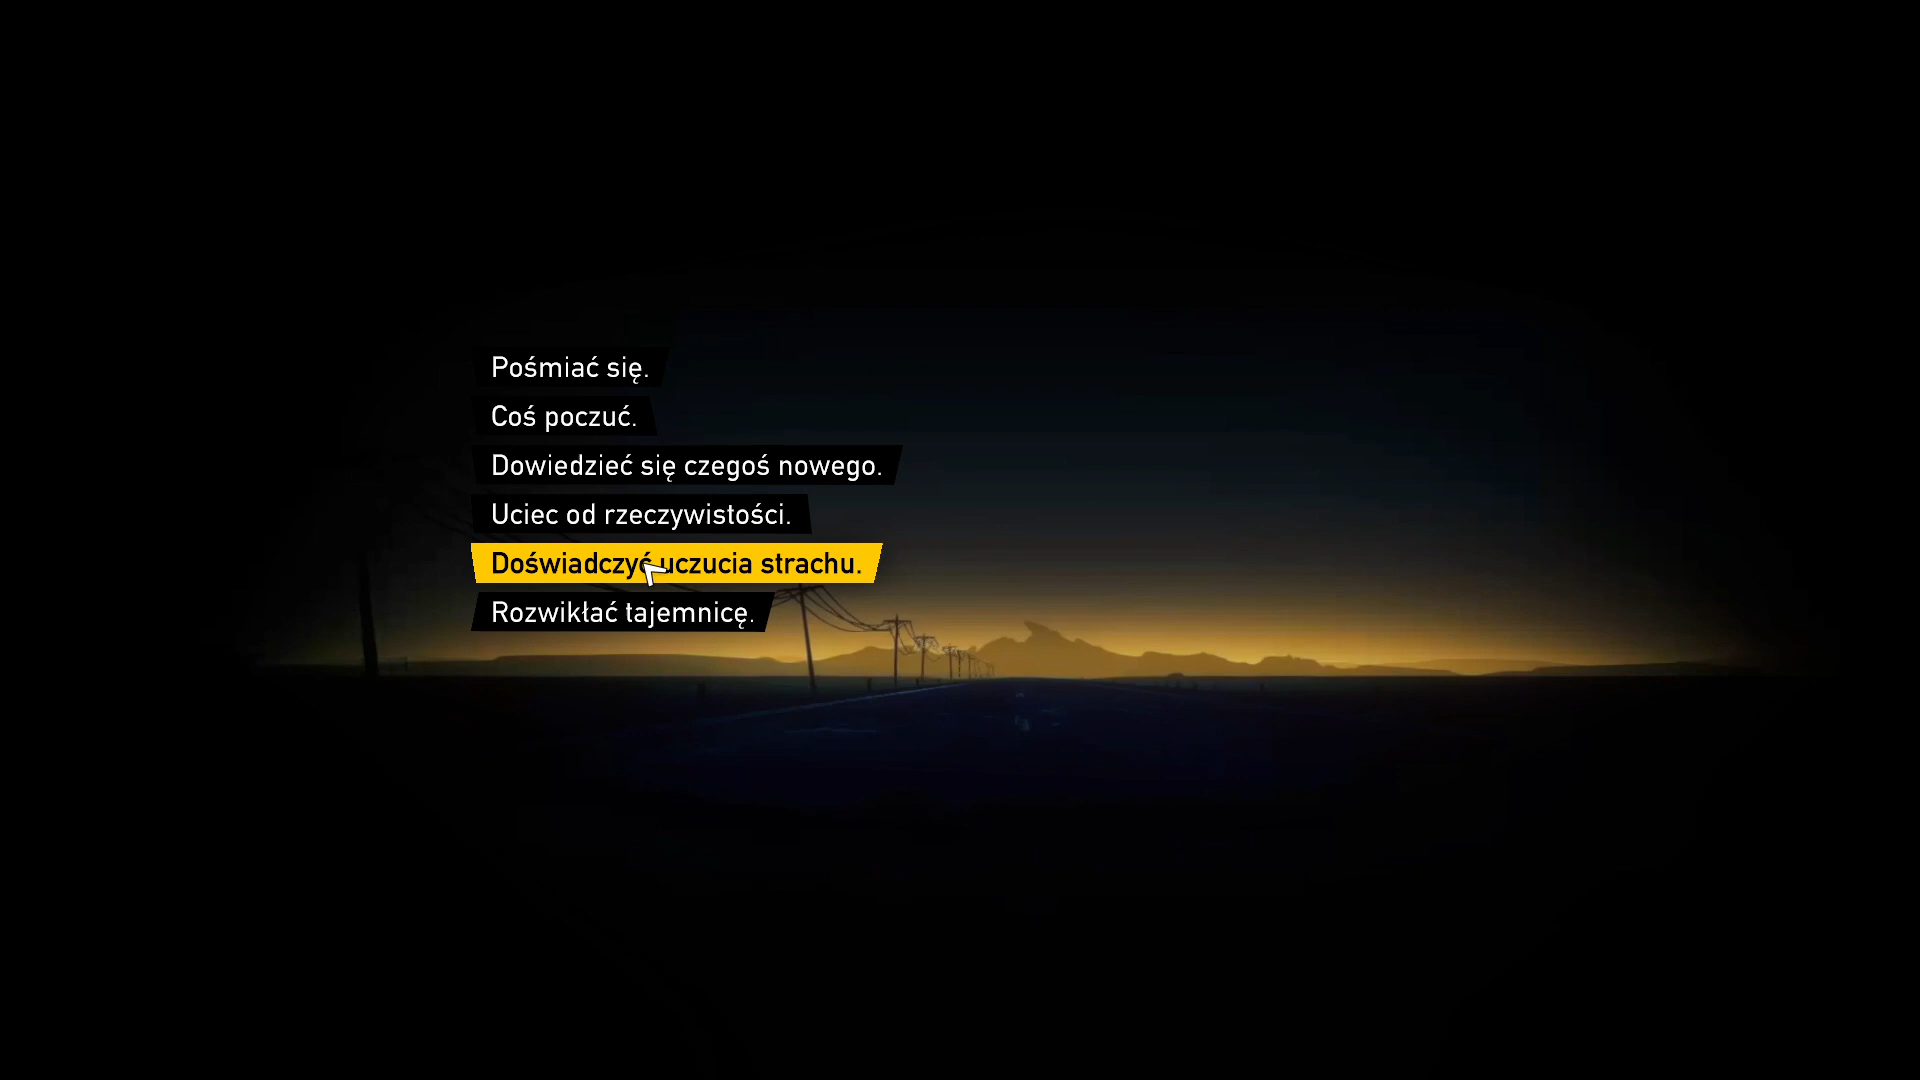 Pośmiać się.
Coś poczuć.
Dowiedzieć się czegoś nowego.
Uciec od rzeczywistości.
Doświadczyć uczucia strachu.
Rozwikłać tajemnicę.